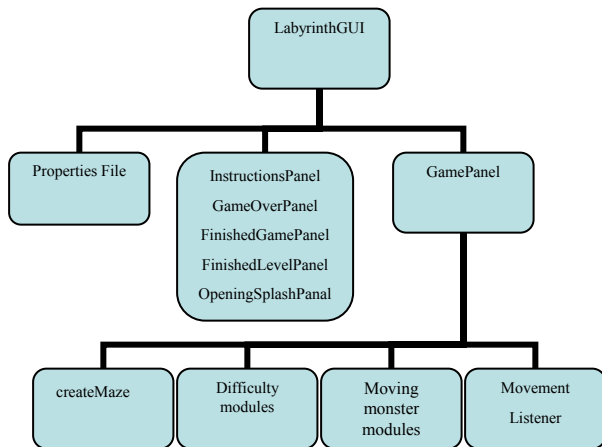 LabyrinthGUI
Properties File
InstructionsPanel
GameOverPanel
FinishedGamePanel
FinishedLevelPanel
OpeningSplashPanal
GamePanel
createMaze
Difficulty
modules
Moving
monster
modules
Movement
Listener